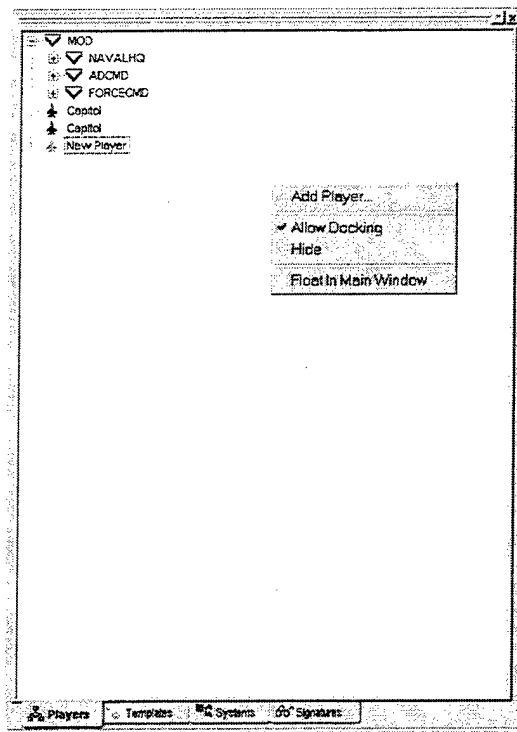 MOD
NAVALHQ
ADCMD
FORCECMD
Capitol
Capitol
New Player
Add Player...
Allow Docking
Hide
Float In Main Window
Players Templates Systems Signatures